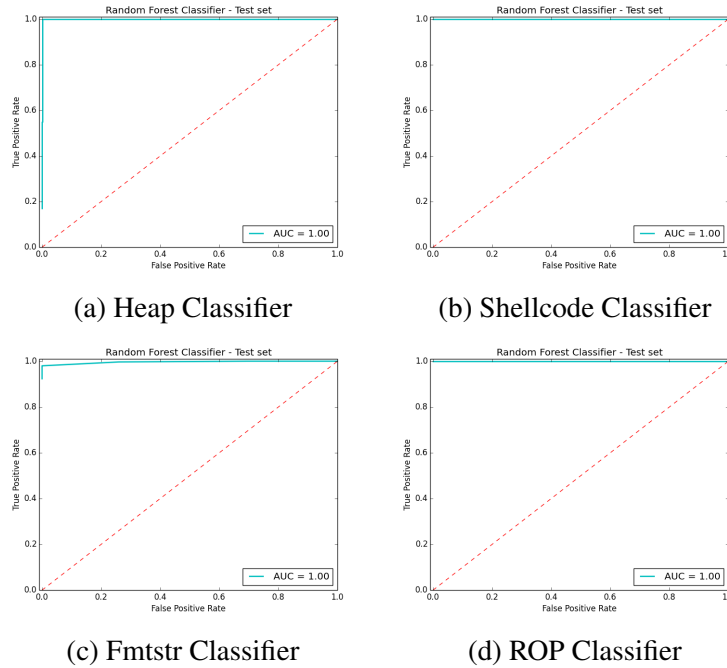 Random Forest Classifier - Test set
True Positive Rate
1.0
0.8
0.6
0.4
0.2
0.0
0.0 0.2 0.4 0.6 0.8 1.0
False Positive Rate
AUC = 1.00
(a) Heap Classifier
Random Forest Classifier - Test set
True Positive Rate
1.0
0.8
0.6
0.4
0.2
0.0
0.0 0.2 0.4 0.6 0.8
False Positive Rate
AUC = 1.00
(b) Shellcode Classifier
Random Forest Classifier - Test set
True Positive Rate
1.0
0.8
0.6
0.4
0.2
0.0
0.0 0.2 0.4 0.6 0.8 1.0
False Positive Rate
AUC = 1.00
(c) Fmtstr Classifier
Random Forest Classifier - Test set
True Positive Rate
1.0
0.8
0.6
0.4
0.2
0.0
0.0 0.2 0.4 0.6 0.8
False Positive Rate
AUC = 1.00
(d) ROP Classifier